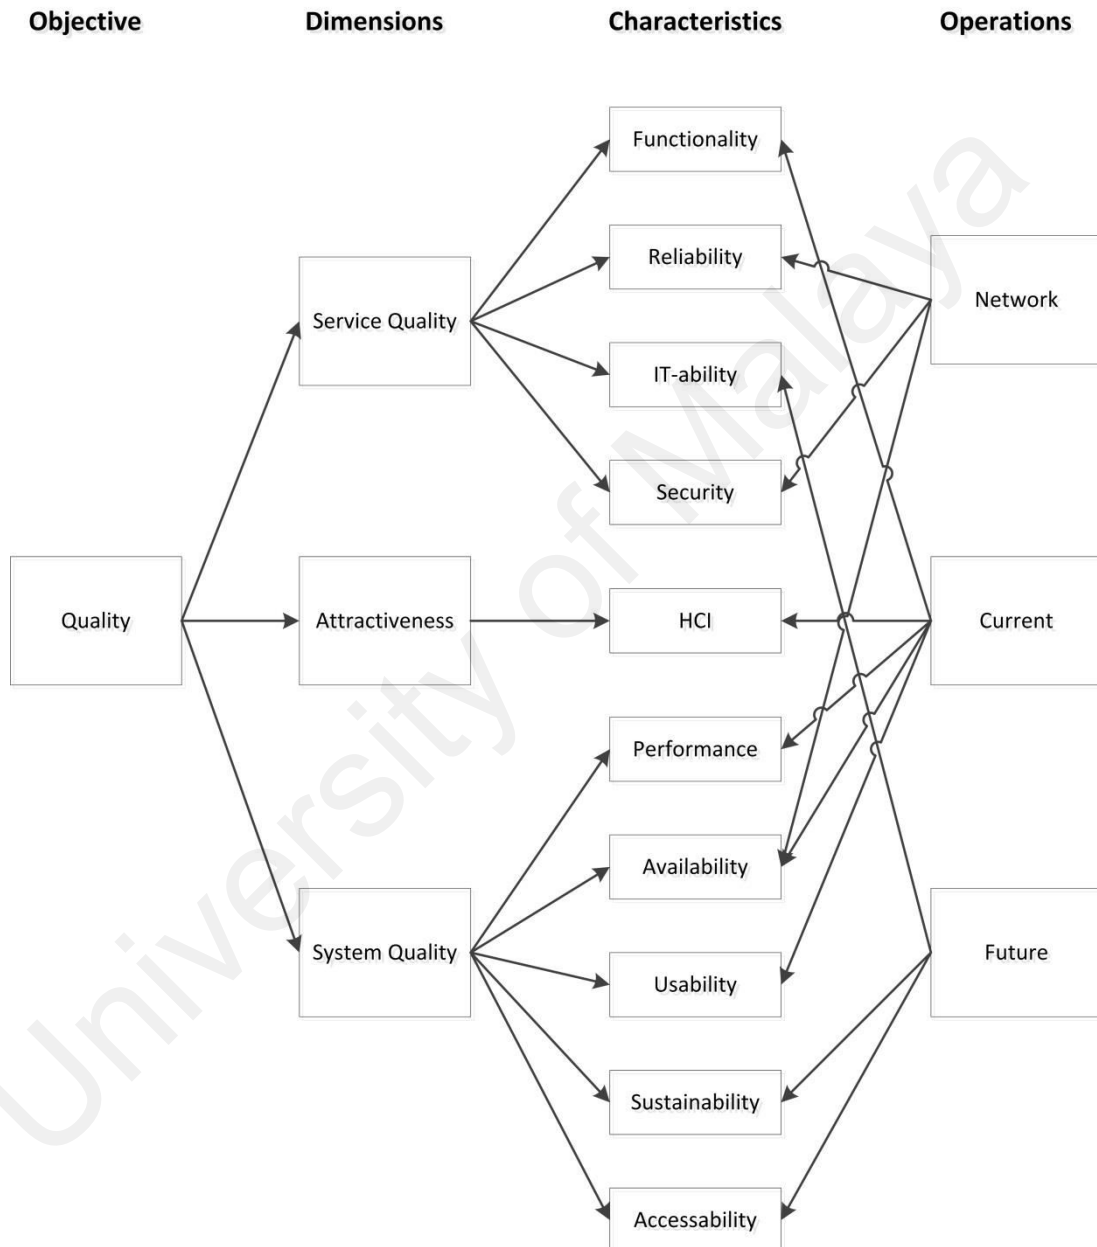 Objective Dimensions Characteristics Operations
Functionality
Reliability
Network
Service Quality
IT-ability
Security
Quality
Attractiveness
HCI
Current
Performance
Availability
System Quality
Usability
Future
Sustainability
Accessability
University of Malaya